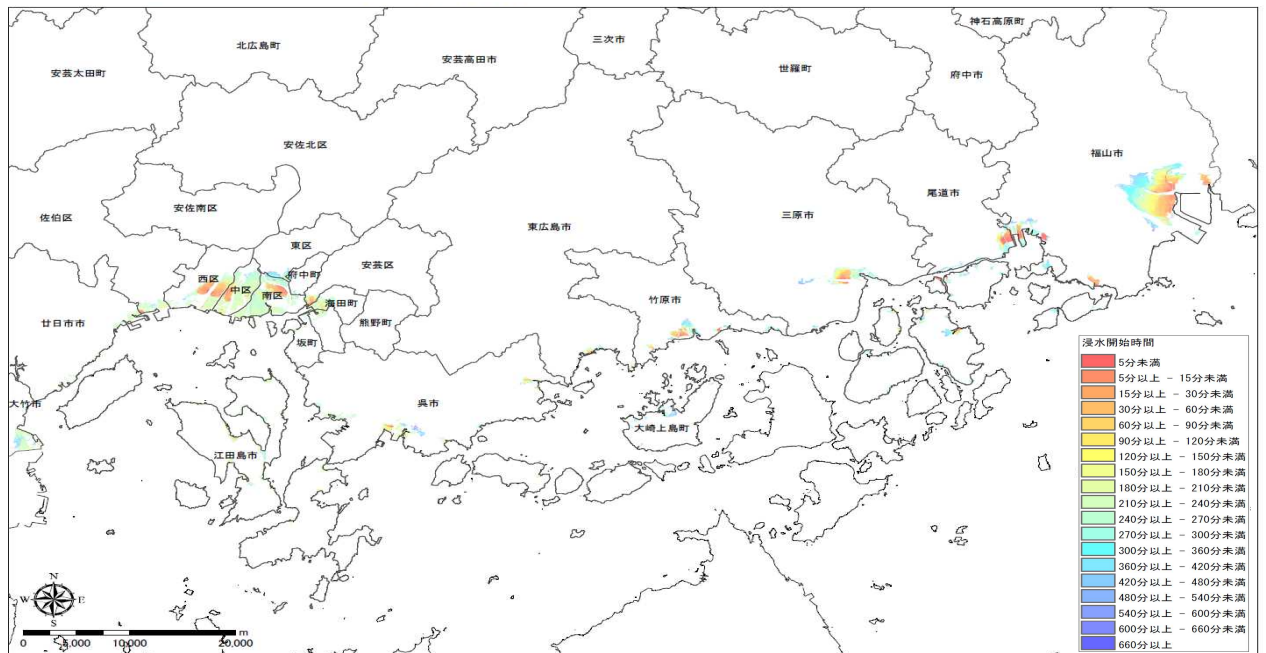 神石高原町
北広島町
三次市
安芸高田市
安芸太田町
世羅町
府中市
安佐北区
福山市
尾道市
安佐南区
佐伯区
三原市
東広島市
東区
安芸区
府中町
西区
中区
南区
海田町
竹原市
廿日市市
熊野町
坂町
大竹市
呉市
大崎上島町
江田島市
浸水開始時間
5分未満
5分以上 - 15分未満
15分以上 - 30分未満
30分以上 - 60分未満
60分以上 - 90分未満
90分以上 - 120分未満
120分以上 - 150分未満
150分以上 - 180分未満
180分以上 - 210分未満
210分以上 - 240分未満
240分以上 - 270分未満
270分以上 - 300分未満
300分以上 - 360分未満
360分以上 - 420分未満
420分以上 - 480分未満
480分以上 - 540分未満
540分以上 - 600分未満
600分以上 - 660分未満
660分以上
N
W E
S
m
0 5,000 10,000 20,000